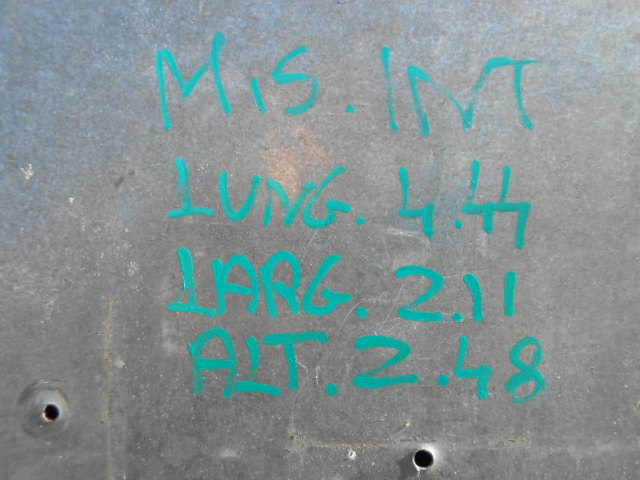 MIS. INT
LUNG. 4.44
LARG. 2.11
ALT. 2.48